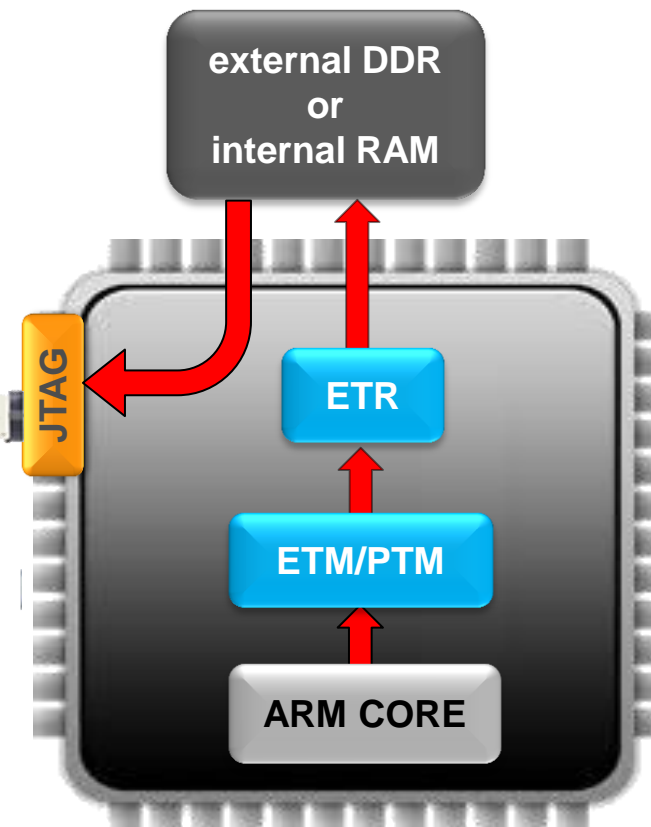 external DDR
or
internal RAM
JTAG
ETR
ETM/PTM
ARM CORE